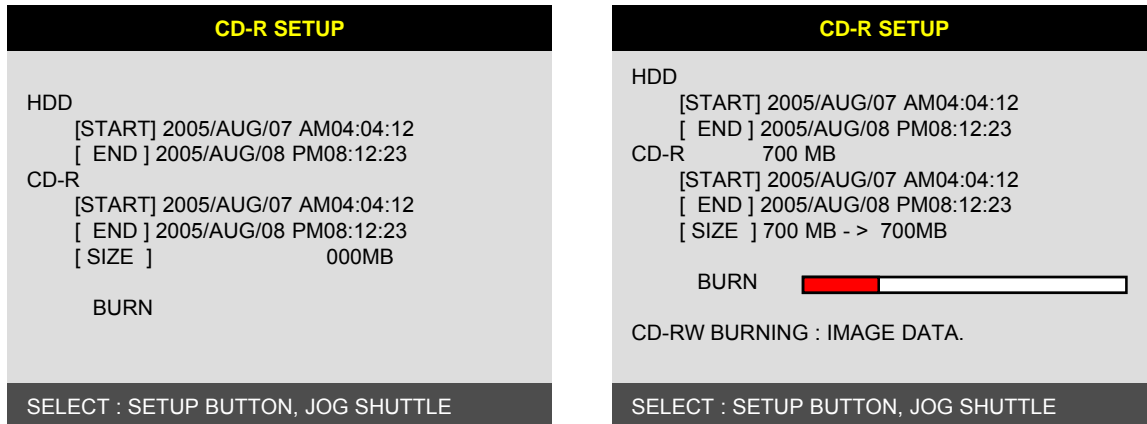 CD-R SETUP
HDD
[START] 2005/AUG/07 AM04:04:12
[ END ] 2005/AUG/08 PM08:12:23
CD-R
[START] 2005/AUG/07 AM04:04:12
[ END ] 2005/AUG/08 PM08:12:23
[ SIZE ] 000MB
BURN
SELECT : SETUP BUTTON, JOG SHUTTLE
CD-R SETUP
HDD
[START] 2005/AUG/07 AM04:04:12
[ END ] 2005/AUG/08 PM08:12:23
CD-R 700 MB
[START] 2005/AUG/07 AM04:04:12
[ END ] 2005/AUG/08 PM08:12:23
[ SIZE ] 700 MB - > 700MB
BURN
CD-RW BURNING : IMAGE DATA.
SELECT : SETUP BUTTON, JOG SHUTTLE